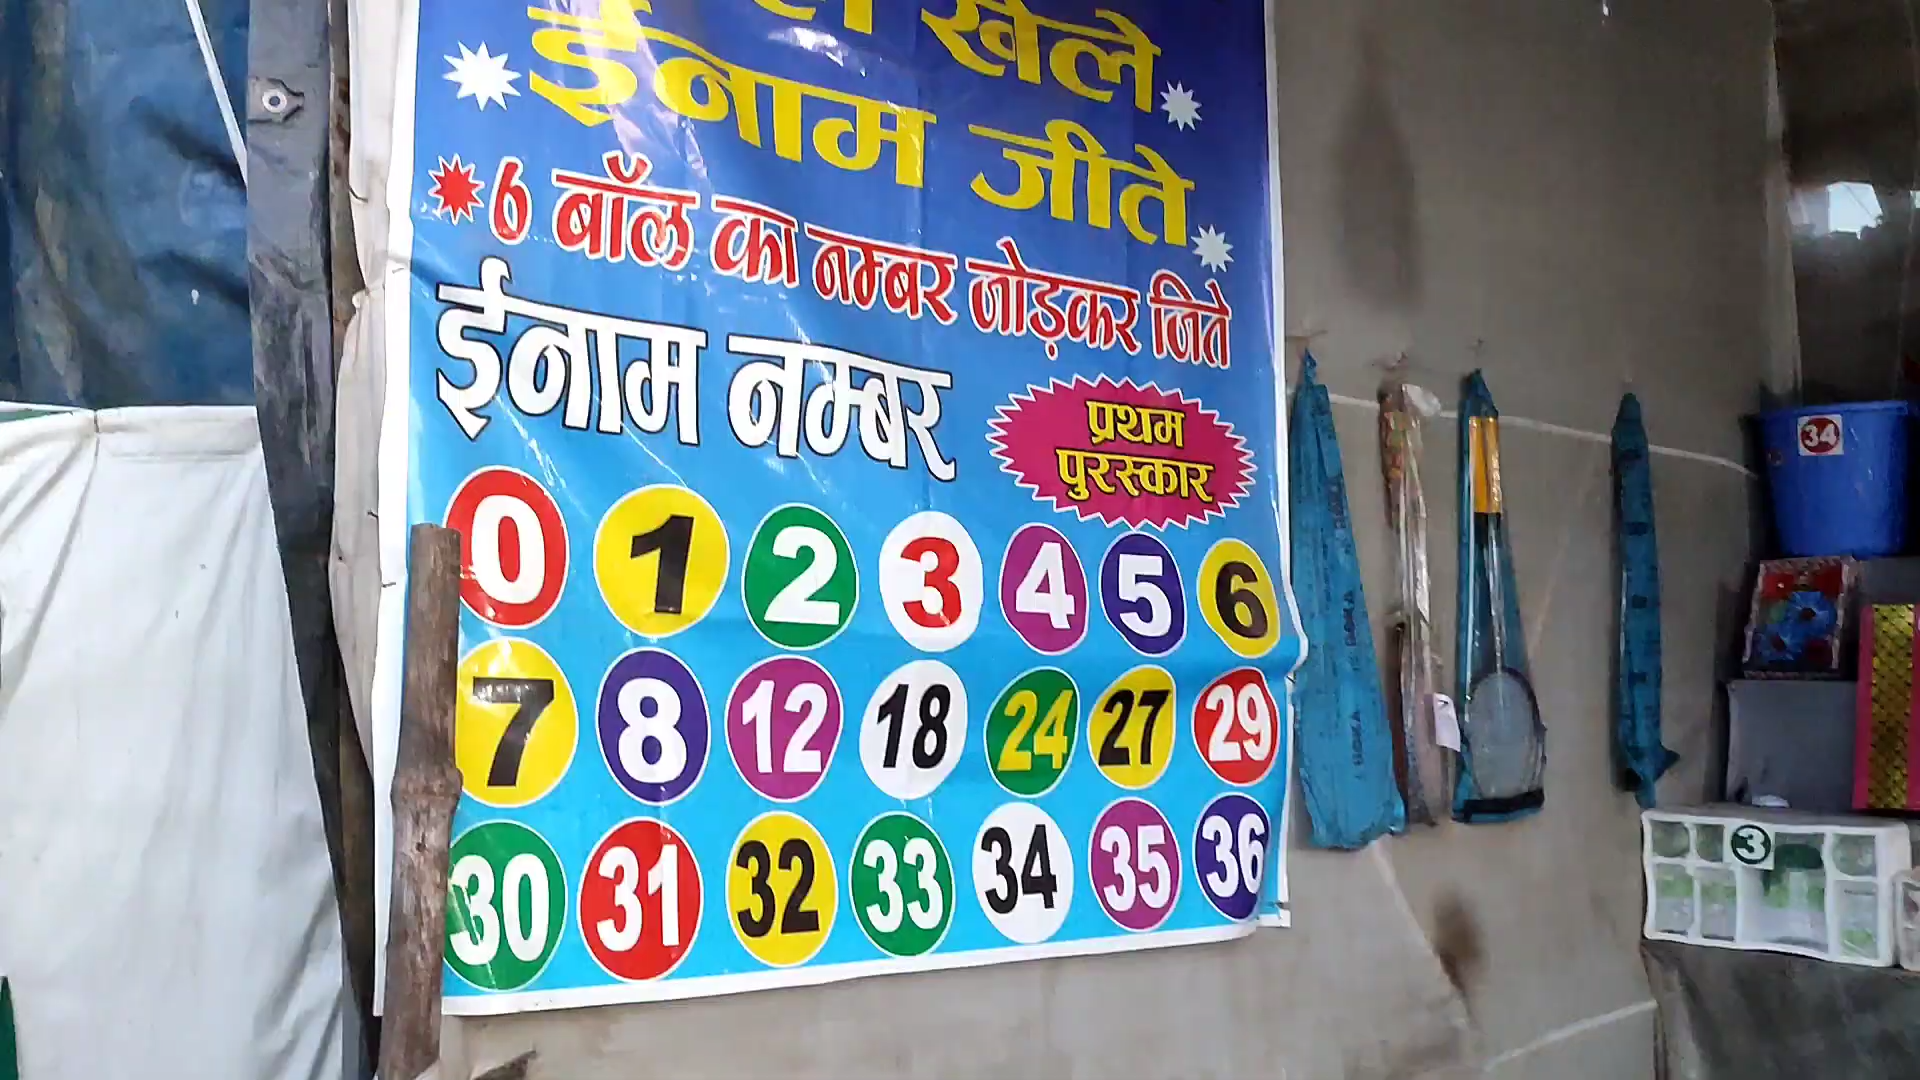 खेले
ईनाम जीते
6 बॉल का नम्बर जोड़कर जिते
ईनाम नम्बर
प्रथम
पुरस्कार
0 1 2 3 4 5 6
7 8 12 18 24 27 29
30 31 32 33 34 35 36
34
3